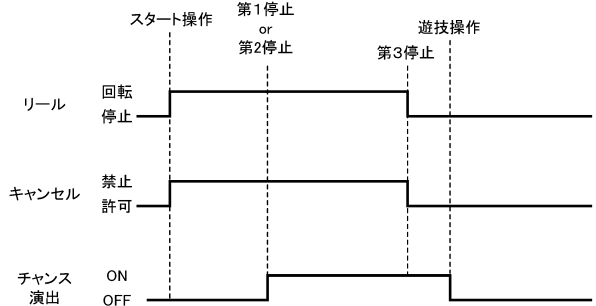 スタート操作
第1停止
or
第2停止
第3停止
遊技操作
リール
回転
停止
キャンセル
禁止
許可
チャンス
演出
ON
OFF